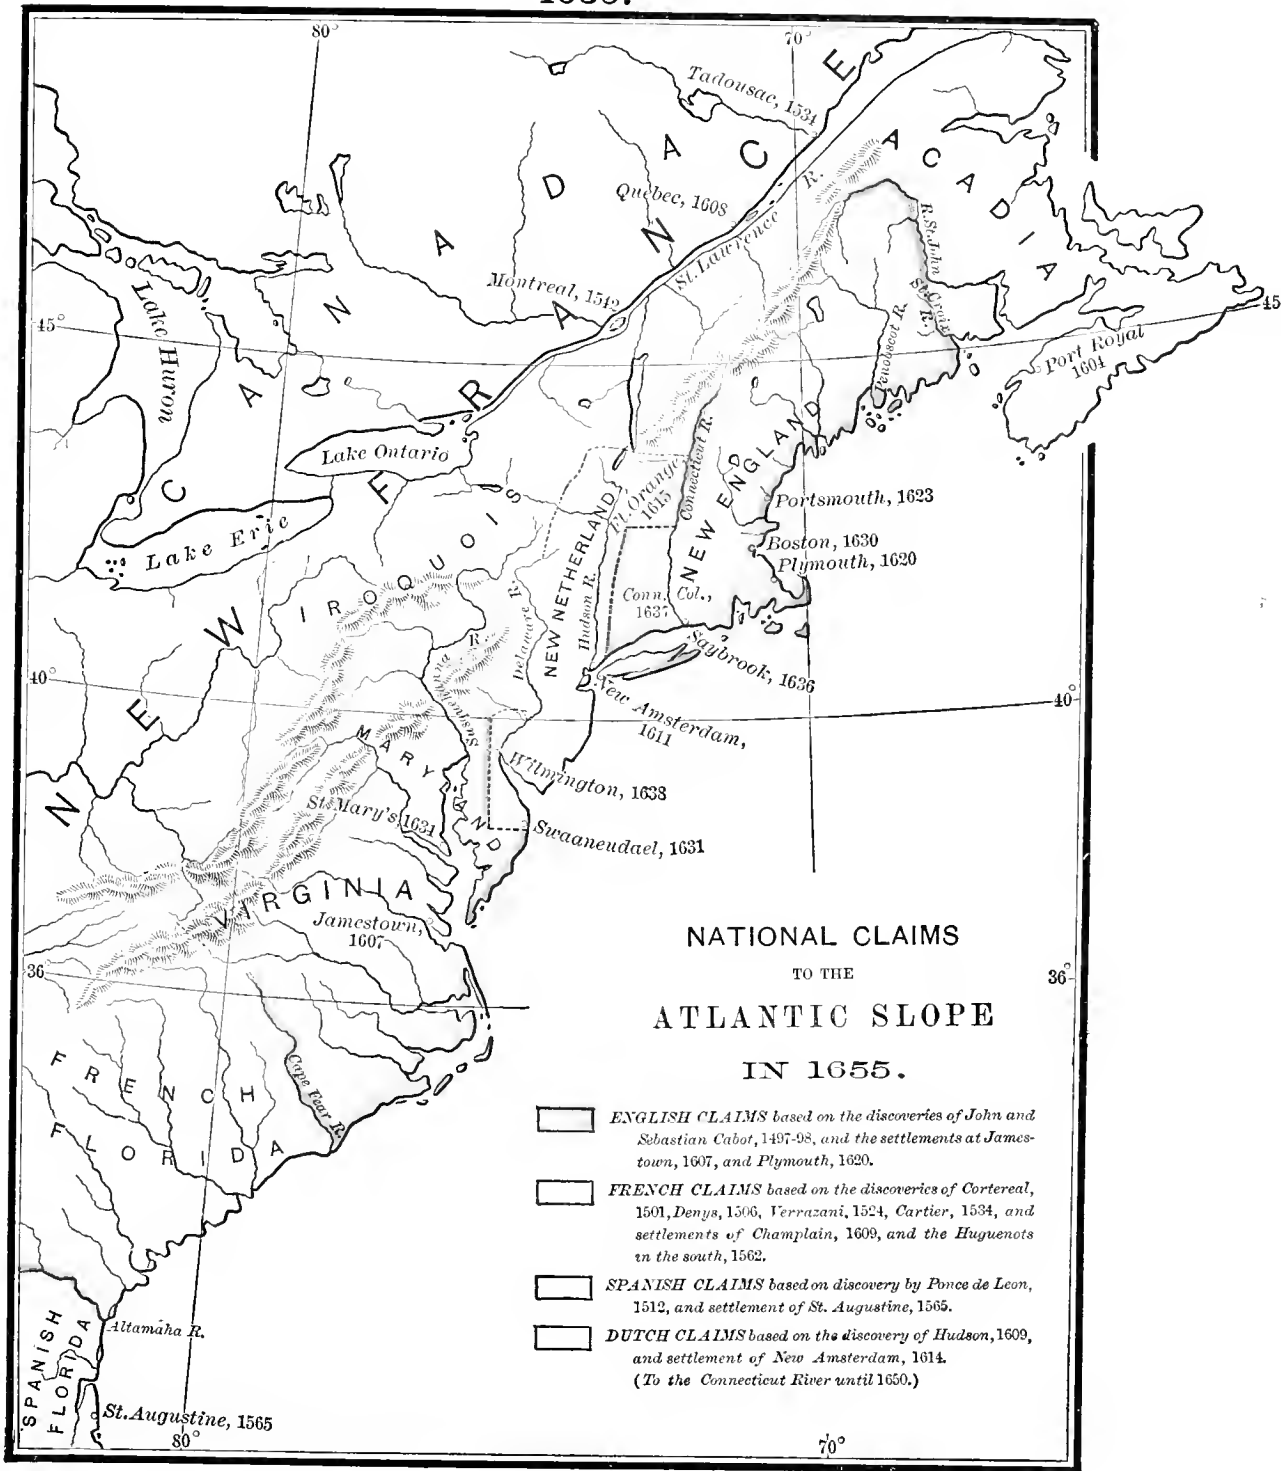 80°
70°
Tadousac, 1534
CANADA
NEW FRANCE
ACADIA
Quebec, 1608
St. Lawrence R.
R. St. John
St. Croix R.)
Montreal, 1542
Penobscot R.
45°
45
Lake Huron
Port Royal
1604
Lake Ontario
Connecticut R.
NEW ENGLAND
Ft. Orange,
1615
Portsmouth, 1623
Lake Erie
IROQUOIS
NEW NETHERLAND
Hudson R.
Boston, 1630
Plymouth, 1620
Conn. Col.,
1637
Delaware R.
Susquehanna R.
Saybrook, 1636
40°
40°
New Amsterdam,
1611
MARYLAND
Wilmington, 1638
St. Mary's, 1631
Swaaneudael, 1631
VIRGINIA
Jamestown,
1607
36°
36°
FRENCH
FLORIDA
Cape Fear R.
SPANISH
FLORIDA
Altamaha R.
St. Augustine, 1565
80°
70°
NATIONAL CLAIMS
TO THE
ATLANTIC SLOPE
IN 1655.
ENGLISH CLAIMS based on the discoveries of John and
Sebastian Cabot, 1497-98, and the settlements at James-
town, 1607, and Plymouth, 1620.
FRENCH CLAIMS based on the discoveries of Cortereal,
1501, Denys, 1506, Verrazani, 1524, Cartier, 1534, and
settlements of Champlain, 1609, and the Huguenots
in the south, 1562.
SPANISH CLAIMS based on discovery by Ponce de Leon,
1512, and settlement of St. Augustine, 1565.
DUTCH CLAIMS based on the discovery of Hudson, 1609,
and settlement of New Amsterdam, 1614.
(To the Connecticut River until 1650.)